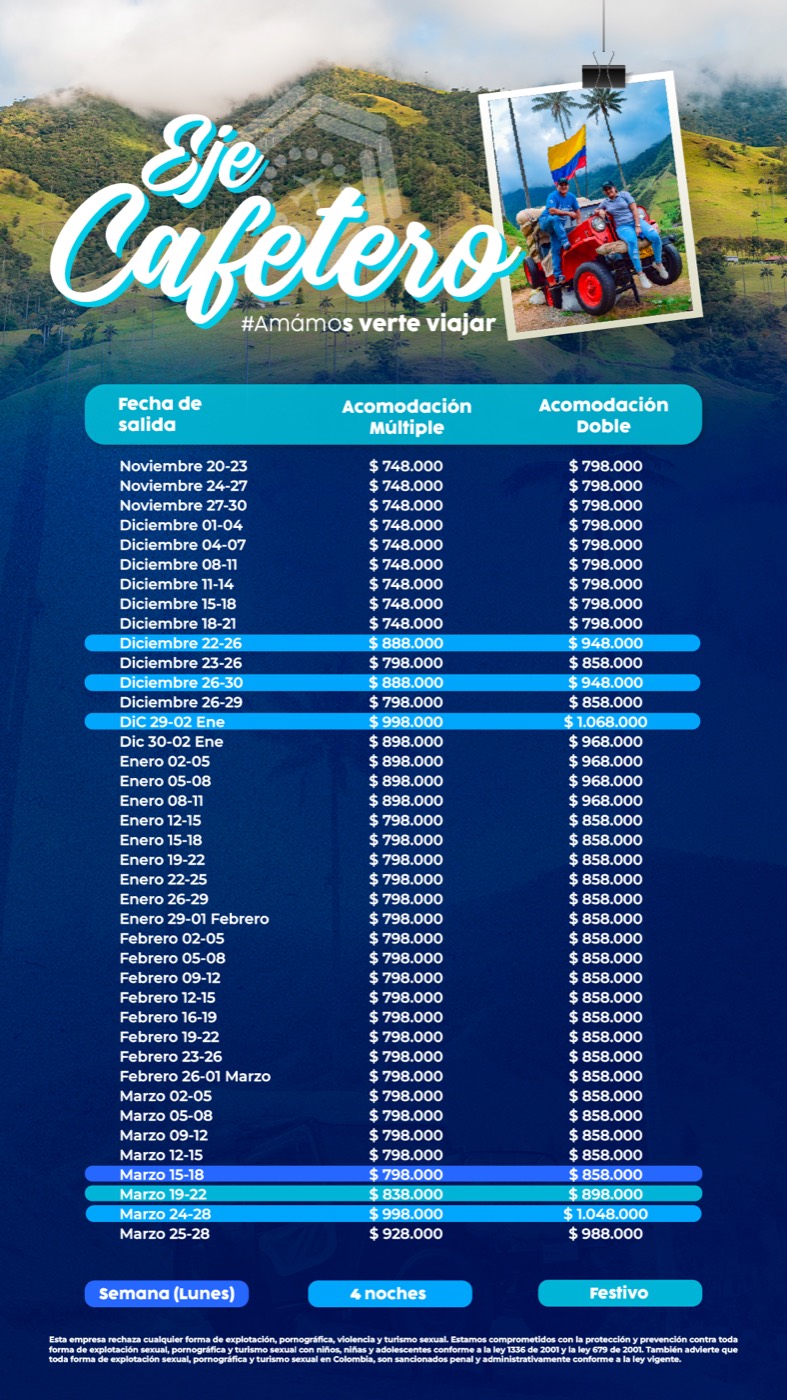 Eje
Cafetero
#Amámos verte viajar
Fecha de salida Acomodación Múltiple Acomodación Doble
Noviembre 20-23 $ 748.000 $ 798.000
Noviembre 24-27 $ 748.000 $ 798.000
Noviembre 27-30 $ 748.000 $ 798.000
Diciembre 01-04 $ 748.000 $ 798.000
Diciembre 04-07 $ 748.000 $ 798.000
Diciembre 08-11 $ 748.000 $ 798.000
Diciembre 11-14 $ 748.000 $ 798.000
Diciembre 15-18 $ 748.000 $ 798.000
Diciembre 18-21 $ 748.000 $ 798.000
Diciembre 22-26 $ 888.000 $ 948.000
Diciembre 23-26 $ 798.000 $ 858.000
Diciembre 26-30 $ 888.000 $ 948.000
Diciembre 26-29 $ 798.000 $ 858.000
DiC 29-02 Ene $ 998.000 $ 1.068.000
Dic 30-02 Ene $ 898.000 $ 968.000
Enero 02-05 $ 898.000 $ 968.000
Enero 05-08 $ 898.000 $ 968.000
Enero 08-11 $ 898.000 $ 968.000
Enero 12-15 $ 798.000 $ 858.000
Enero 15-18 $ 798.000 $ 858.000
Enero 19-22 $ 798.000 $ 858.000
Enero 22-25 $ 798.000 $ 858.000
Enero 26-29 $ 798.000 $ 858.000
Enero 29-01 Febrero $ 798.000 $ 858.000
Febrero 02-05 $ 798.000 $ 858.000
Febrero 05-08 $ 798.000 $ 858.000
Febrero 09-12 $ 798.000 $ 858.000
Febrero 12-15 $ 798.000 $ 858.000
Febrero 16-19 $ 798.000 $ 858.000
Febrero 19-22 $ 798.000 $ 858.000
Febrero 23-26 $ 798.000 $ 858.000
Febrero 26-01 Marzo $ 798.000 $ 858.000
Marzo 02-05 $ 798.000 $ 858.000
Marzo 05-08 $ 798.000 $ 858.000
Marzo 09-12 $ 798.000 $ 858.000
Marzo 12-15 $ 798.000 $ 858.000
Marzo 15-18 $ 798.000 $ 858.000
Marzo 19-22 $ 838.000 $ 898.000
Marzo 24-28 $ 998.000 $ 1.048.000
Marzo 25-28 $ 928.000 $ 988.000
Semana (Lunes) 4 noches Festivo
Esta empresa rechaza cualquier forma de explotación, pornográfica, violencia y turismo sexual. Estamos comprometidos con la protección y prevención contra toda
forma de explotación sexual, pornográfica y turismo sexual con niños, niñas y adolescentes conforme a la ley 1336 de 2001 y la ley 679 de 2001. También advierte que
toda forma de explotación sexual, pornográfica y turismo sexual en Colombia, son sancionados penal y administrativamente conforme a la ley vigente.